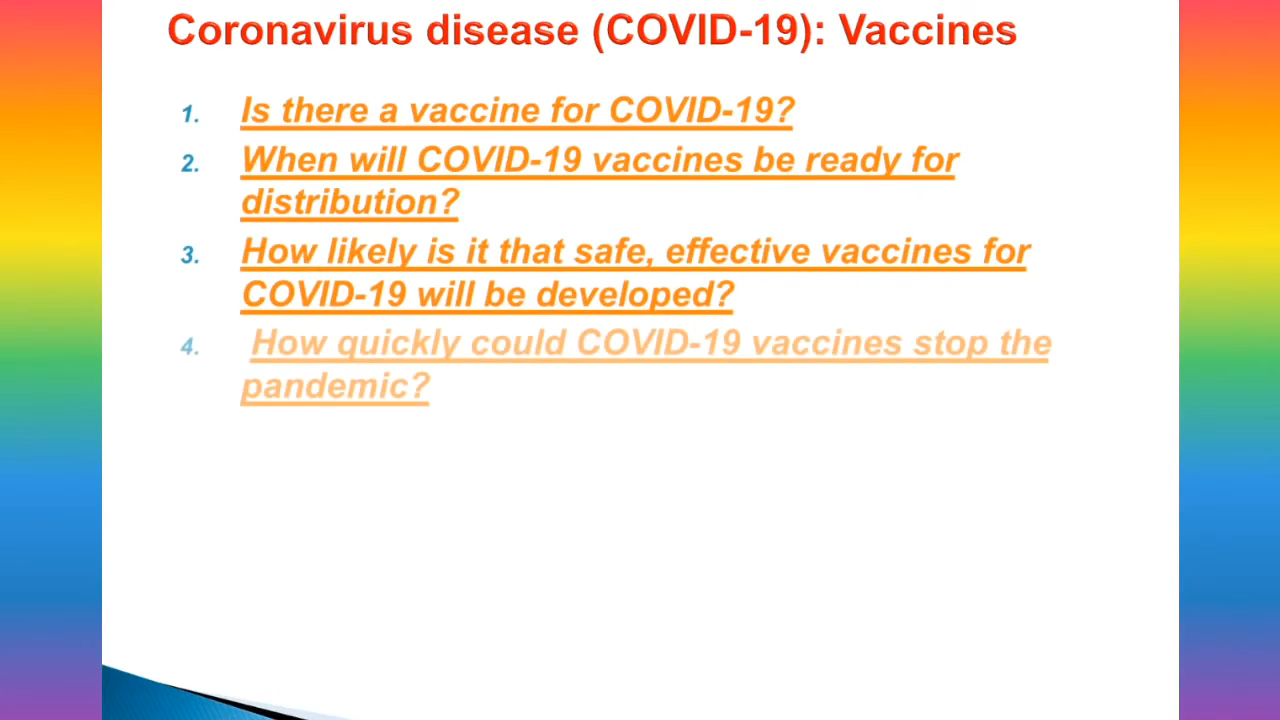 Coronavirus disease (COVID-19): Vaccines
1. Is there a vaccine for COVID-19?
2. When will COVID-19 vaccines be ready for
distribution?
3. How likely is it that safe, effective vaccines for
COVID-19 will be developed?
4. How quickly could COVID-19 vaccines stop the
pandemic?